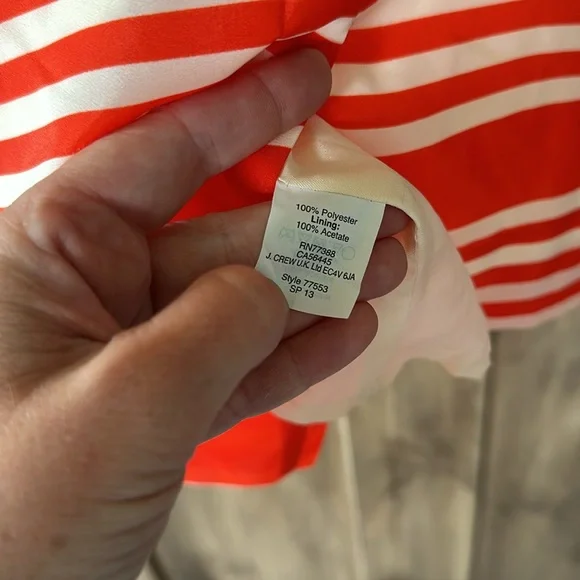 100% Polyester
Lining:
100% Acetate
RN77388
CA56445
J. CREW U.K. Ltd EC4V 6JA
Style 77553
SP 13